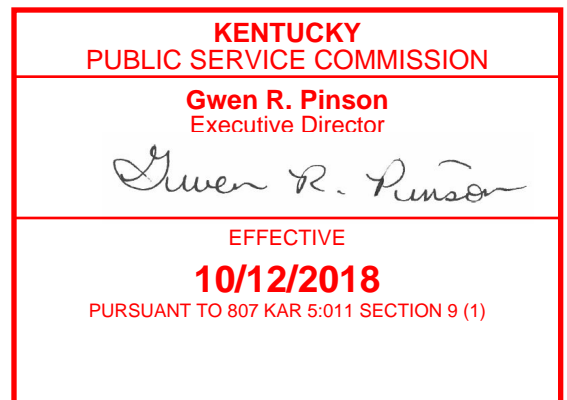 KENTUCKY
PUBLIC SERVICE COMMISSION
Gwen R. Pinson
Executive Director
Gwen R. Pinson
EFFECTIVE
10/12/2018
PURSUANT TO 807 KAR 5:011 SECTION 9 (1)